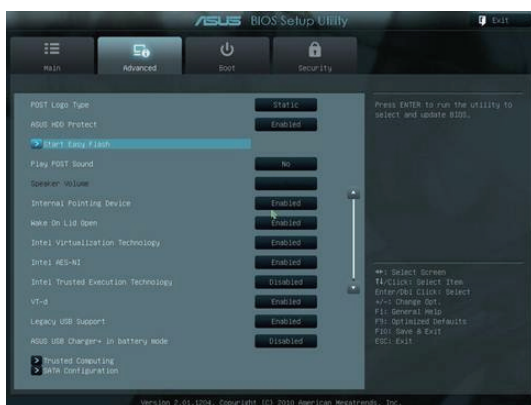 ASUS BIOS Setup Utility
Exit
Main
Advanced
Boot
Security
POST Logo Type Static
ASUS HDD Protect Enabled
Start Easy Flash
Play POST Sound No
Speaker Volume
Internal Pointing Device Enabled
Wake On Lid Open Enabled
Intel Virtualization Technology Enabled
Intel AES-NI Enabled
Intel Trusted Execution Technology Disabled
VT-d Enabled
Legacy USB Support Enabled
ASUS USB Charger+ in battery mode Disabled
Trusted Computing
SATA Configuration
Press ENTER to run the utility to
select and update BIOS.
↔: Select Screen
↑↓/Click: Select Item
Enter/Dbl Click: Select
+/-: Change Opt.
F1: General Help
F9: Optimized Defaults
F10: Save & Exit
ESC: Exit
Version 2.01.1204. Copyright (C) 2010 American Megatrends, Inc.